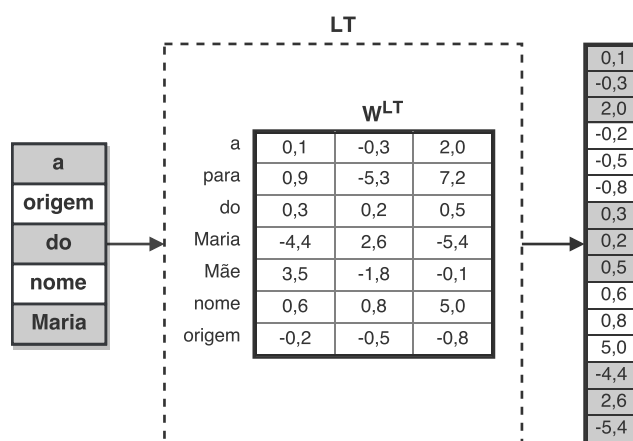 LT
W^LT
a
origem
do
nome
Maria
a 0,1 -0,3 2,0
para 0,9 -5,3 7,2
do 0,3 0,2 0,5
Maria -4,4 2,6 -5,4
Mãe 3,5 -1,8 -0,1
nome 0,6 0,8 5,0
origem -0,2 -0,5 -0,8
0,1
-0,3
2,0
-0,2
-0,5
-0,8
0,3
0,2
0,5
0,6
0,8
5,0
-4,4
2,6
-5,4